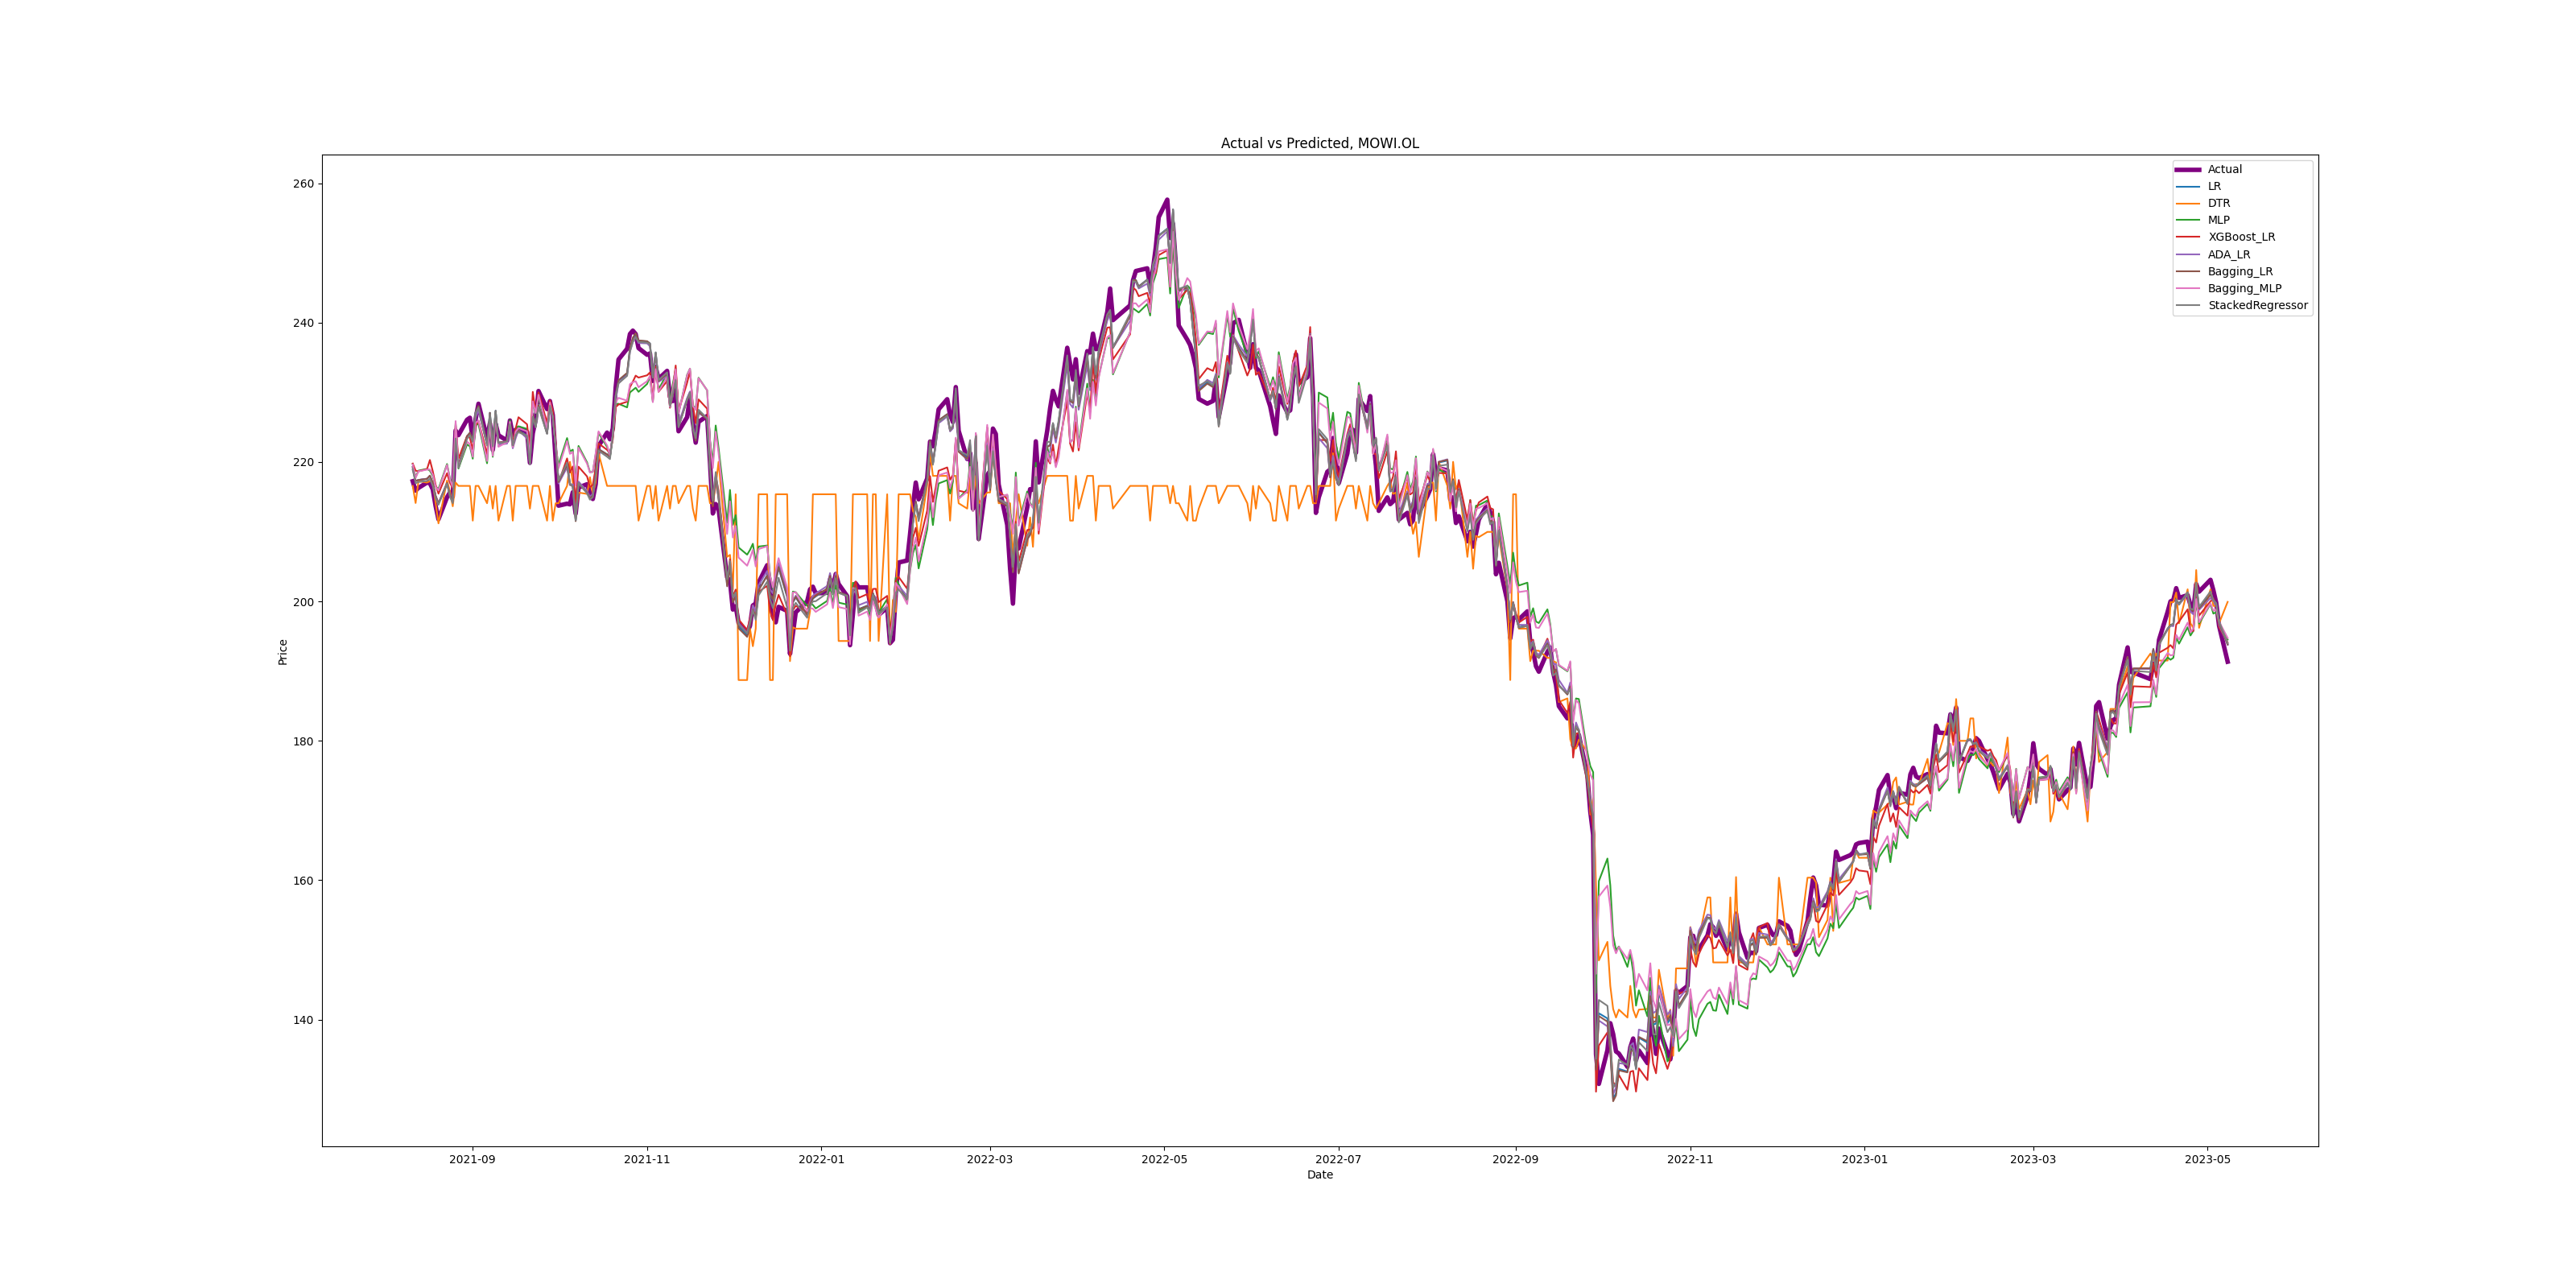 Actual vs Predicted, MOWI.OL
Actual
LR
DTR
MLP
XGBoost_LR
ADA_LR
Bagging_LR
Bagging_MLP
StackedRegressor
Price
260
240
220
200
180
160
140
2021-09
2021-11
2022-01
2022-03
2022-05
2022-07
2022-09
2022-11
2023-01
2023-03
2023-05
Date